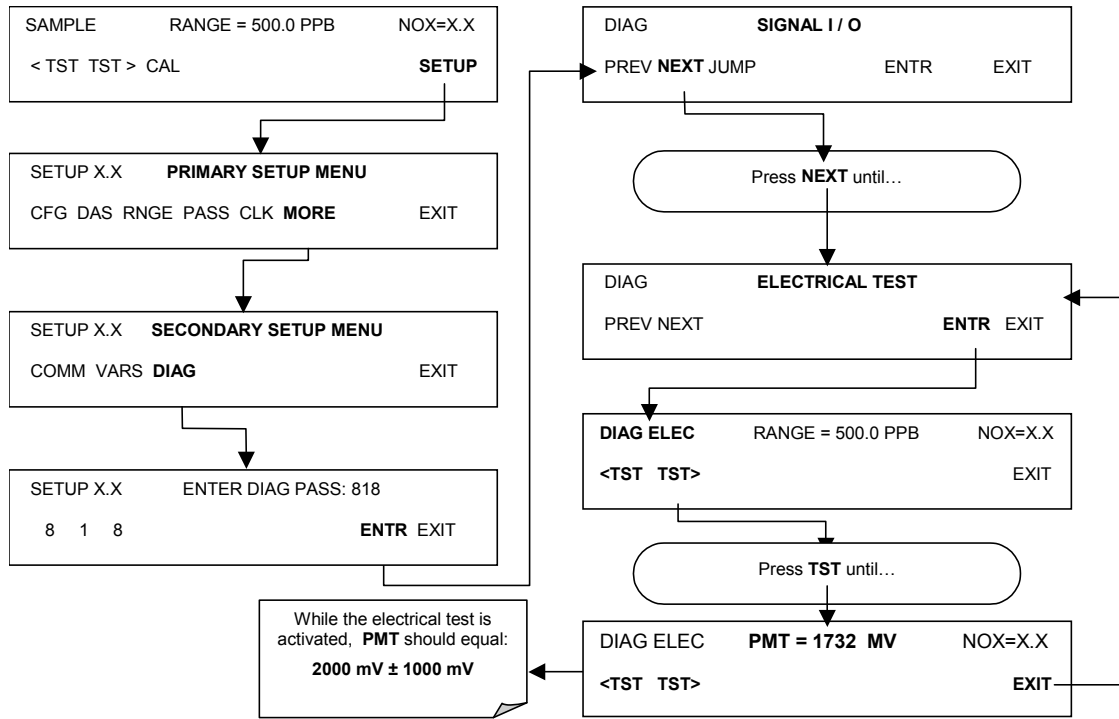 SAMPLE RANGE = 500.0 PPB NOX=X.X
< TST TST > CAL SETUP
SETUP X.X PRIMARY SETUP MENU
CFG DAS RNGE PASS CLK MORE EXIT
SETUP X.X SECONDARY SETUP MENU
COMM VARS DIAG EXIT
SETUP X.X ENTER DIAG PASS: 818
8 1 8 ENTR EXIT
DIAG SIGNAL I / O
PREV NEXT JUMP ENTR EXIT
Press NEXT until…
DIAG ELECTRICAL TEST
PREV NEXT ENTR EXIT
DIAG ELEC RANGE = 500.0 PPB NOX=X.X
<TST TST> EXIT
Press TST until…
DIAG ELEC PMT = 1732 MV NOX=X.X
<TST TST> EXIT
While the electrical test is
activated, PMT should equal:
2000 mV ± 1000 mV